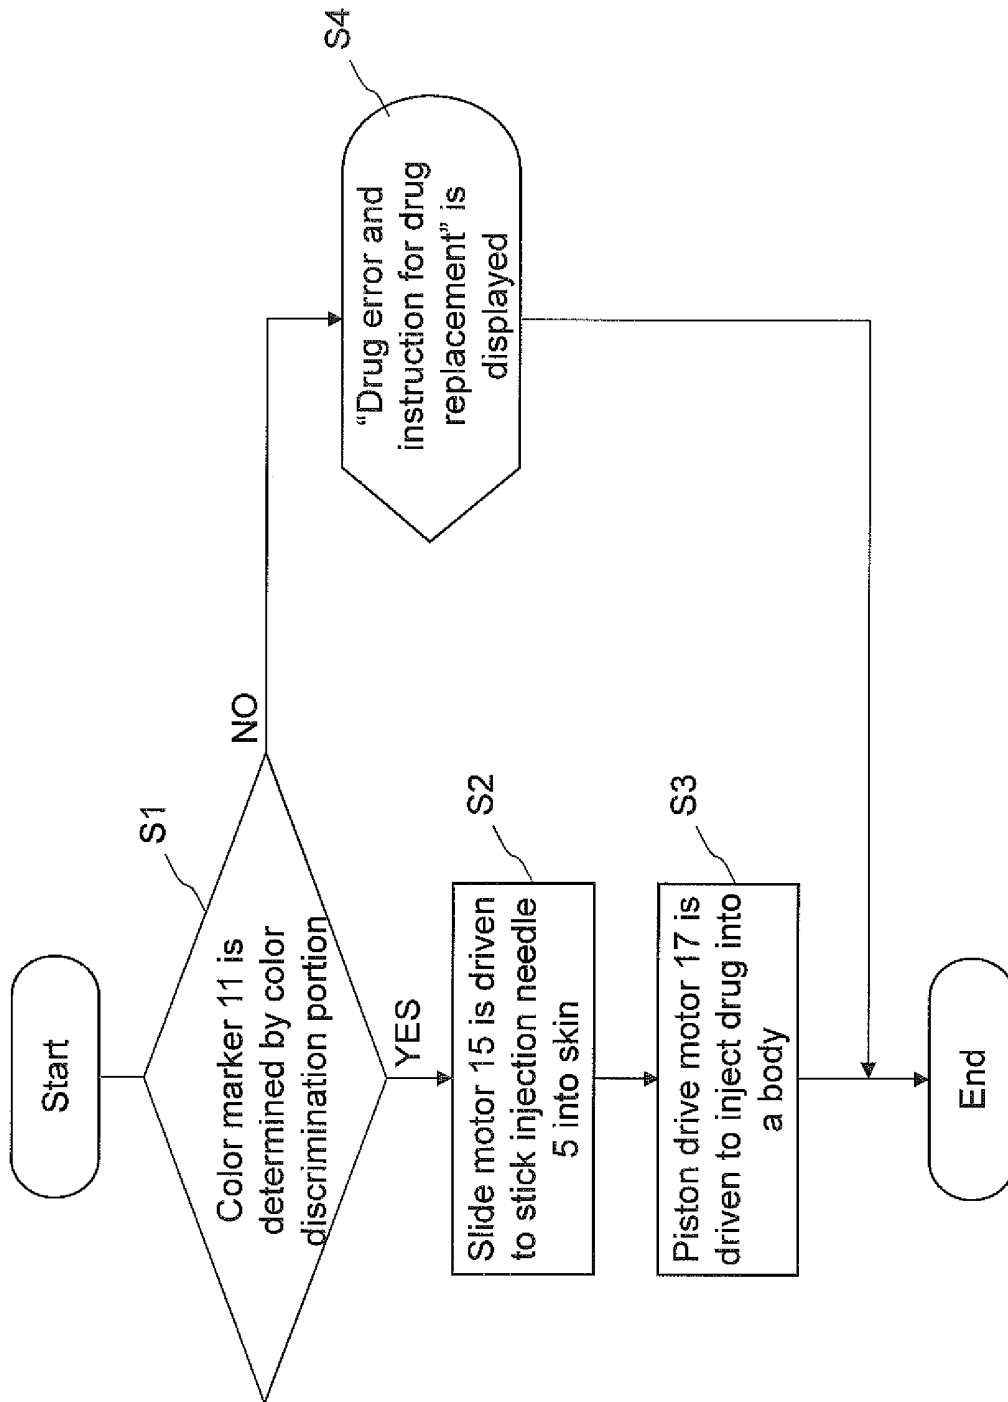 Start
S1
Color marker 11 is
determined by color
discrimination portion
NO
YES
S2
Slide motor 15 is driven
to stick injection needle
5 into skin
S3
Piston drive motor 17 is
driven to inject drug into
a body
S4
“Drug error and
instruction for drug
replacement” is
displayed
End